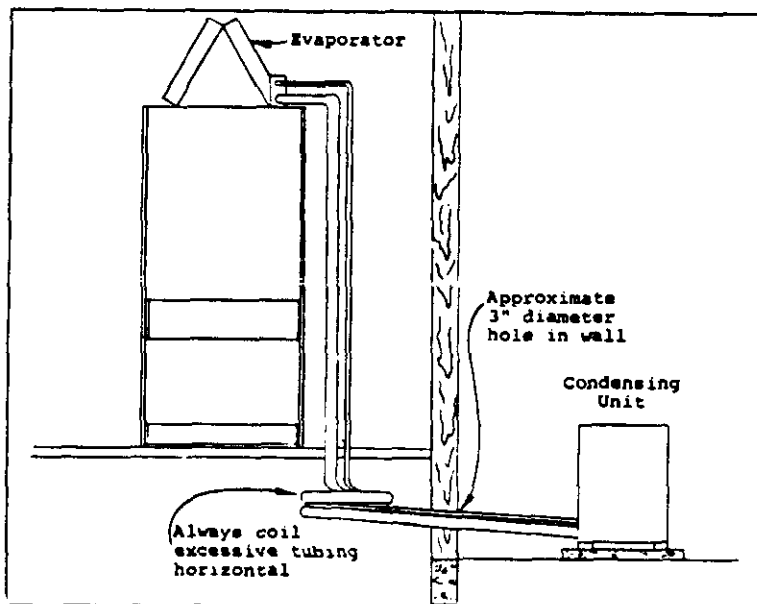 Evaporator
Approximate
3" diameter
hole in wall
Condensing
Unit
Always coil
excessive tubing
horizontal